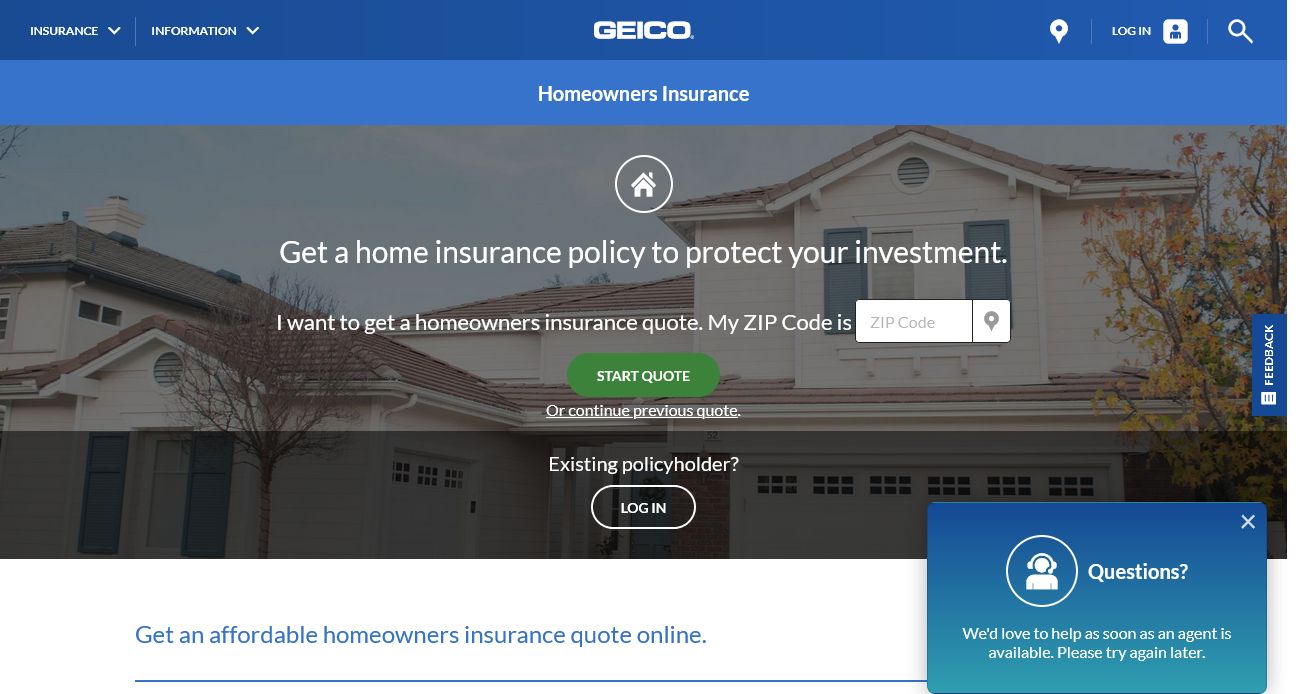 INSURANCE
INFORMATION
GEICO
LOG IN
Homeowners Insurance
Get a home insurance policy to protect your investment.
I want to get a homeowners insurance quote. My ZIP Code is
ZIP Code
START QUOTE
Or continue previous quote.
FEEDBACK
52
Existing policyholder?
LOG IN
Questions?
We'd love to help as soon as an agent is
available. Please try again later.
Get an affordable homeowners insurance quote online.